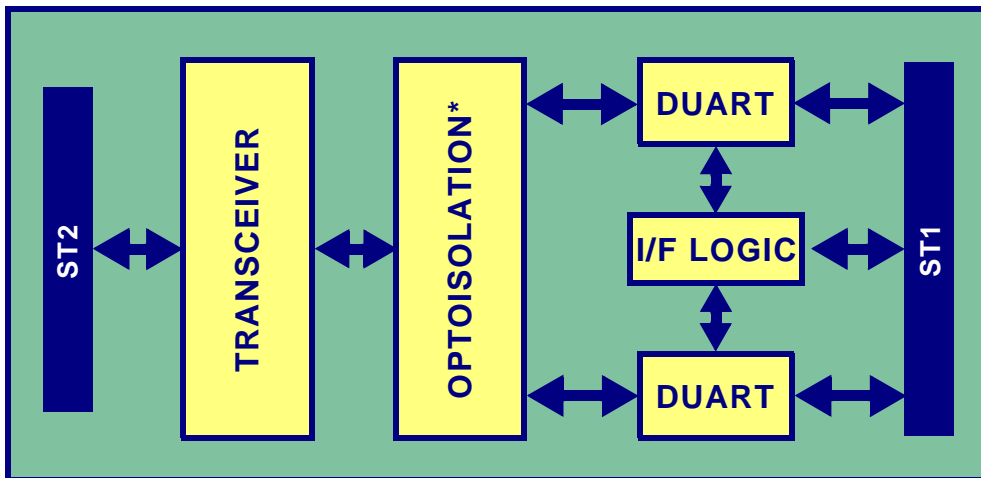 ST2
TRANSCEIVER
OPTOISOLATION*
DUART
I/F LOGIC
DUART
ST1